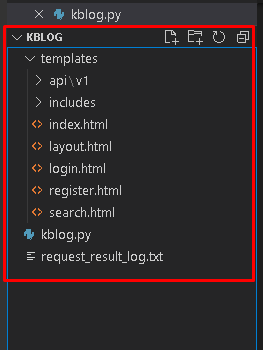 kblog.py
KBLOG
templates
api\v1
includes
index.html
layout.html
login.html
register.html
search.html
kblog.py
request_result_log.txt